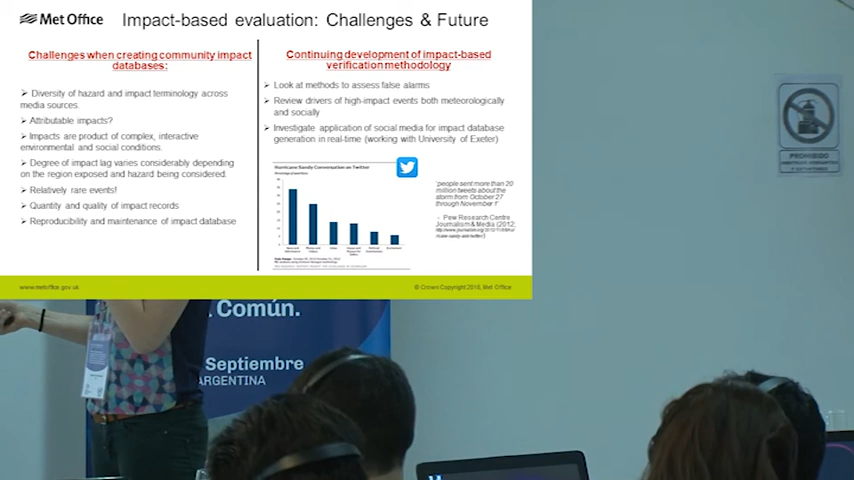 Met Office
Impact-based evaluation: Challenges & Future
Challenges when creating community impact
databases:
➢ Diversity of hazard and impact terminology across
media sources.
➢ Attributable impacts?
➢ Impacts are product of complex, interactive
environmental and social conditions.
➢ Degree of impact lag varies considerably depending
on the region exposed and hazard being considered.
➢ Relatively rare events!
➢ Quantity and quality of impact records
➢ Reproducibility and maintenance of impact database
Continuing development of impact-based
verification methodology
➢ Look at methods to assess false alarms
➢ Review drivers of high-impact events both meteorologically
and socially
➢ Investigate application of social media for impact database
generation in real-time (working with University of Exeter)
Hurricane Sandy Conversation on Twitter
'people sent more than 20
million tweets about the
storm from October 27
through November 1'
- Pew Research Centre
Journalism & Media (2012;
www.metoffice.gov.uk
© Crown Copyright 2018, Met Office
Común.
Septiembre
ARGENTINA
PROHIBIDO